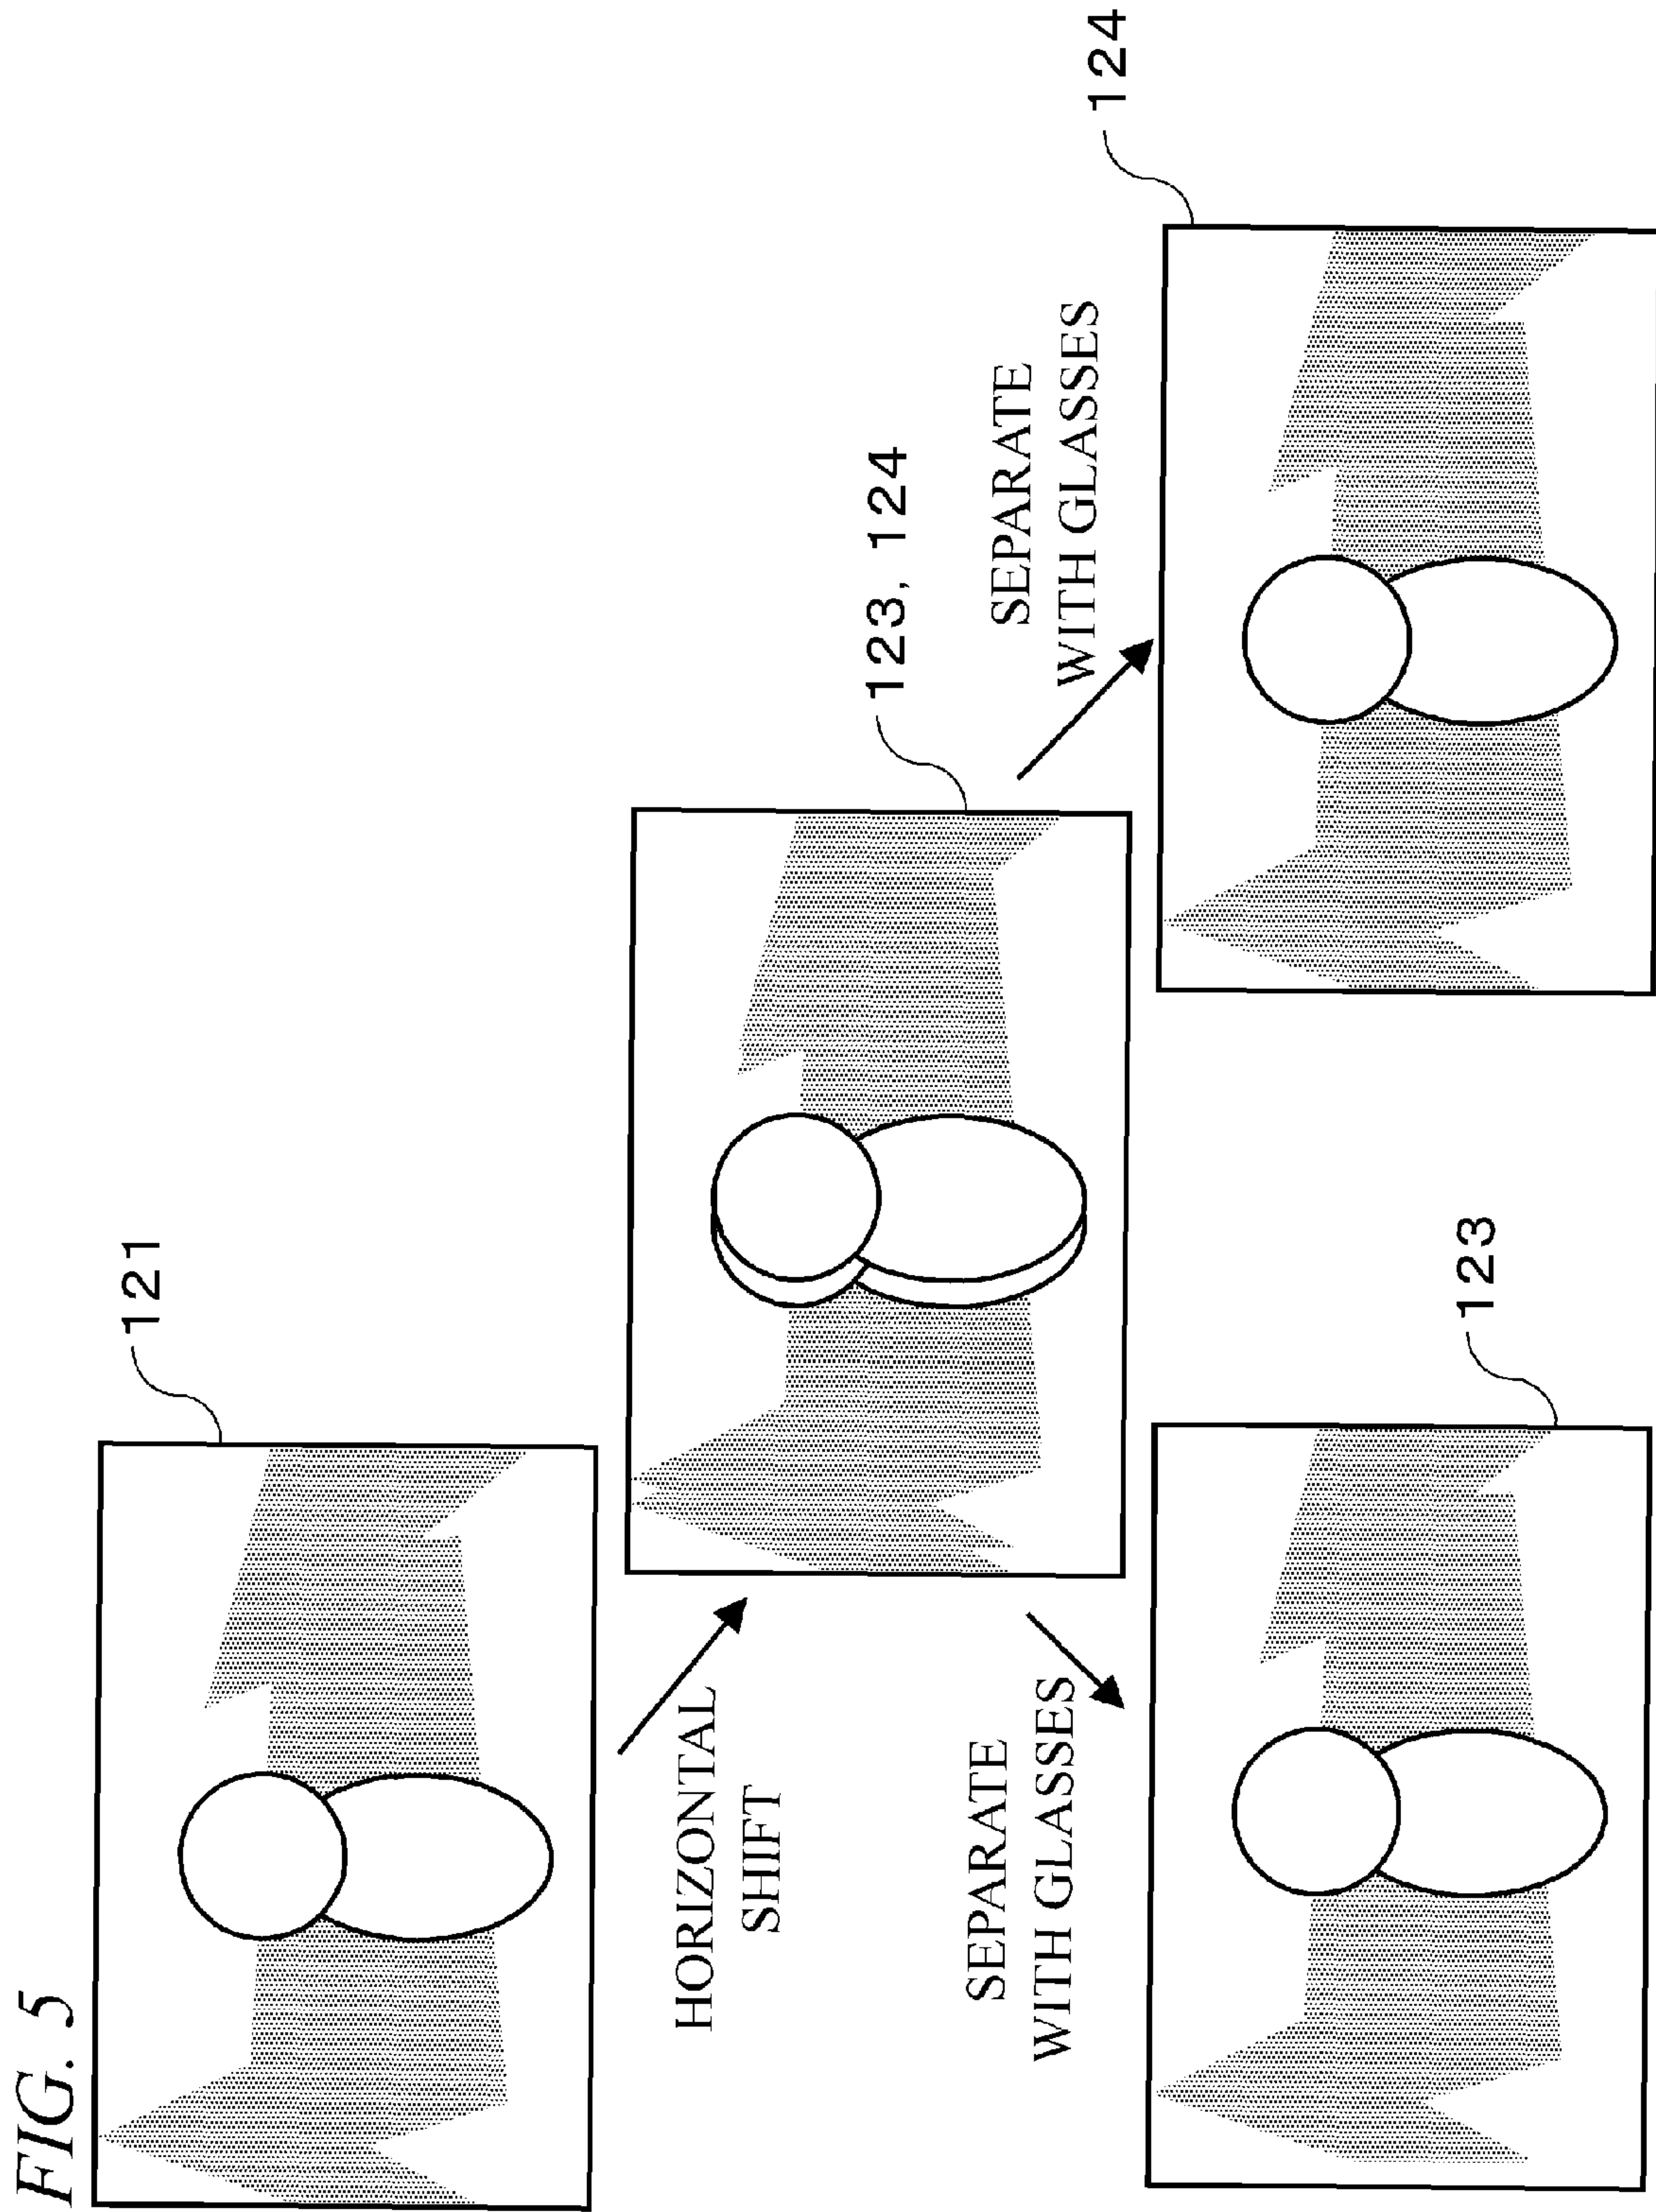 FIG. 5
121
HORIZONTAL
SHIFT
123, 124
SEPARATE
WITH GLASSES
SEPARATE
WITH GLASSES
123
124